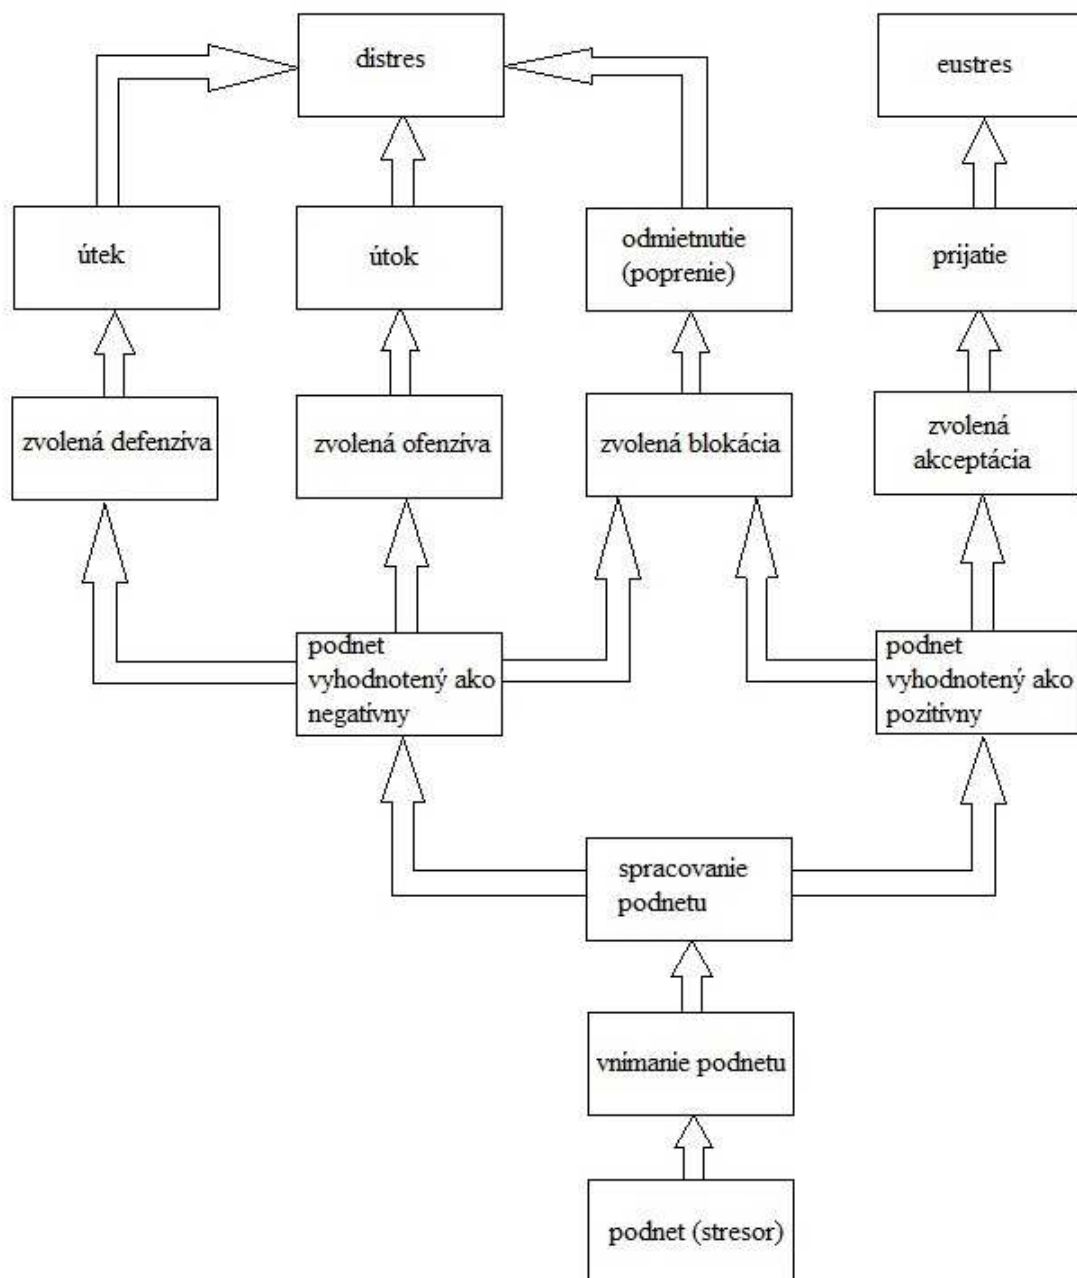 distres
eustres
útek
útok
odmietnutie
(poprenie)
prijatie
zvolená defenzíva
zvolená ofenzíva
zvolená blokácia
zvolená
akceptácia
podnet
vyhodnotený ako
negatívny
podnet
vyhodnotený ako
pozitívny
spracovanie
podnetu
vnímanie podnetu
podnet (stresor)